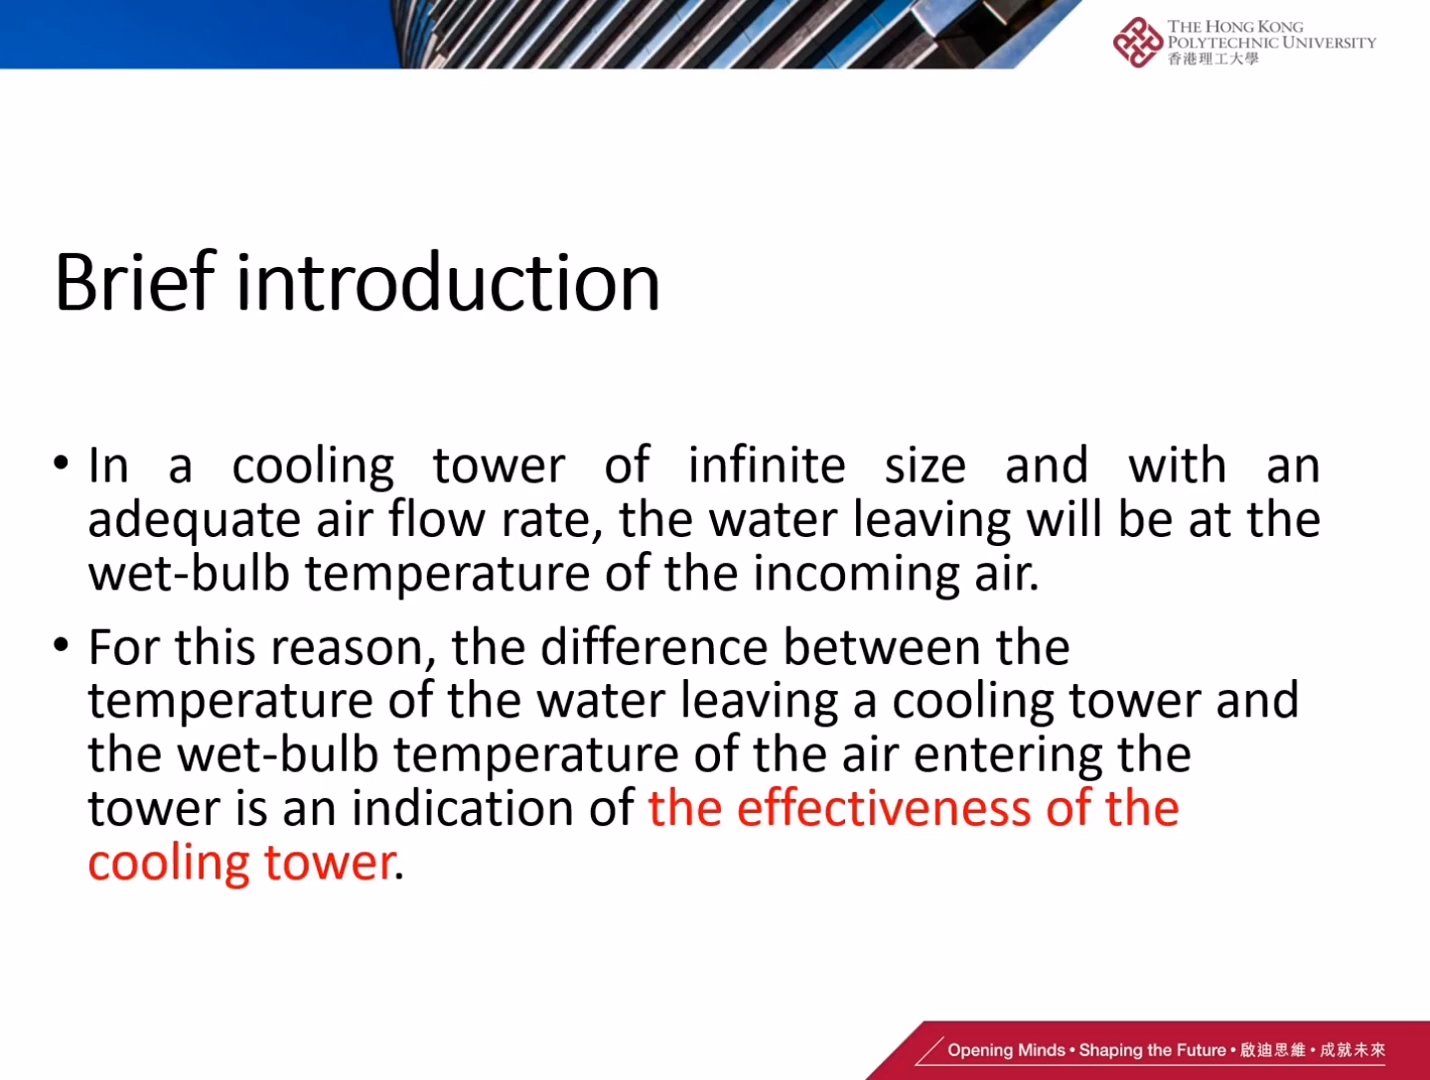 THE HONG KONG
POLYTECHNIC UNIVERSITY
香港理工大學
Brief introduction
• In a cooling tower of infinite size and with an
adequate air flow rate, the water leaving will be at the
wet-bulb temperature of the incoming air.
• For this reason, the difference between the
temperature of the water leaving a cooling tower and
the wet-bulb temperature of the air entering the
tower is an indication of the effectiveness of the
cooling tower.
Opening Minds • Shaping the Future • 啟迪思維 • 成就未來